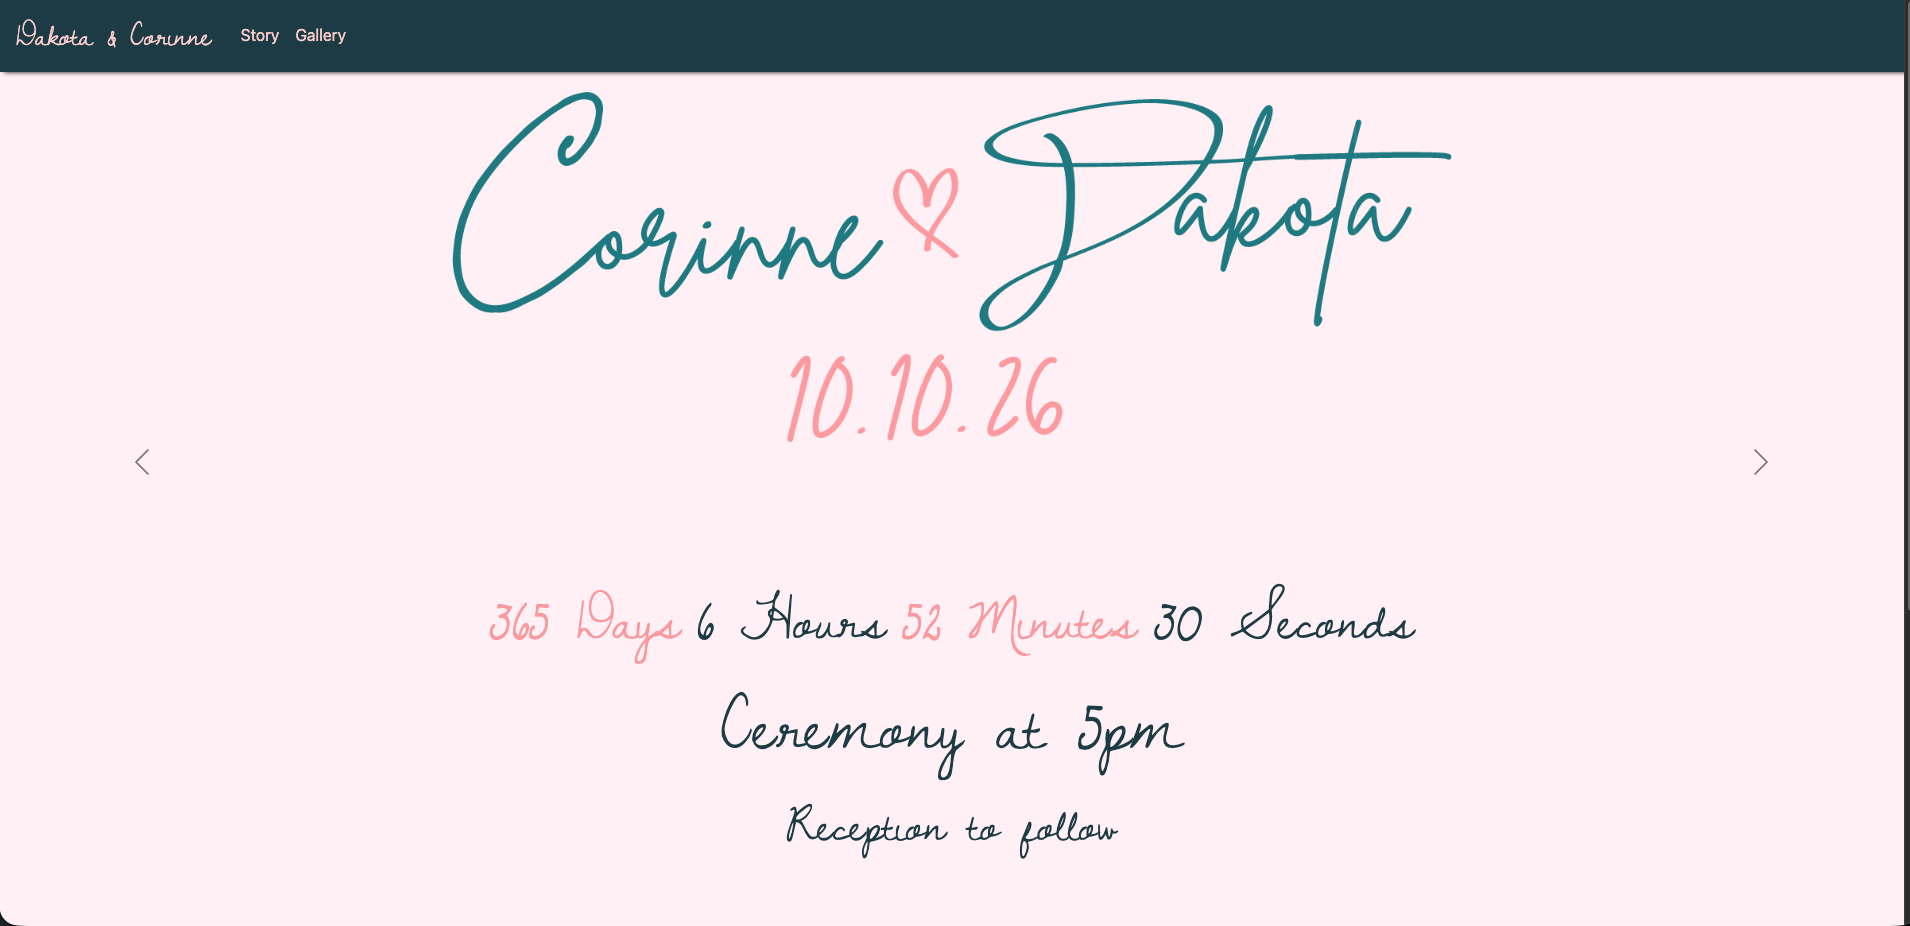 Dakota & Corinne Story Gallery
Corinne Dakota
10.10.26
365 Days 6 Hours 52 Minutes 30 Seconds
Ceremony at 5pm
Reception to follow